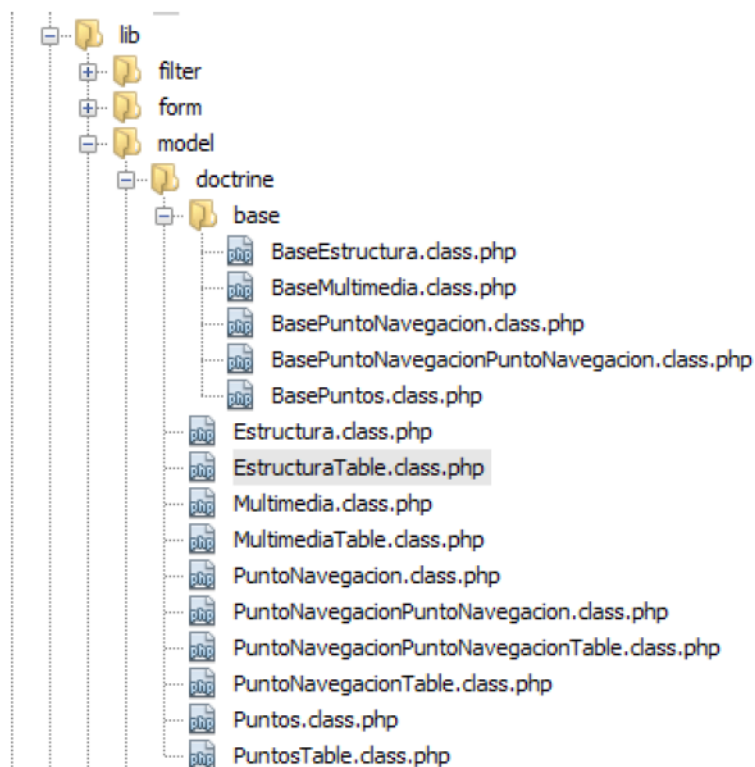 lib
filter
form
model
doctrine
base
BaseEstructura.class.php
BaseMultimedia.class.php
BasePuntoNavegacion.class.php
BasePuntoNavegacionPuntoNavegacion.class.php
BasePuntos.class.php
Estructura.class.php
EstructuraTable.class.php
Multimedia.class.php
MultimediaTable.class.php
PuntoNavegacion.class.php
PuntoNavegacionPuntoNavegacion.class.php
PuntoNavegacionPuntoNavegacionTable.class.php
PuntoNavegacionTable.class.php
Puntos.class.php
PuntosTable.class.php